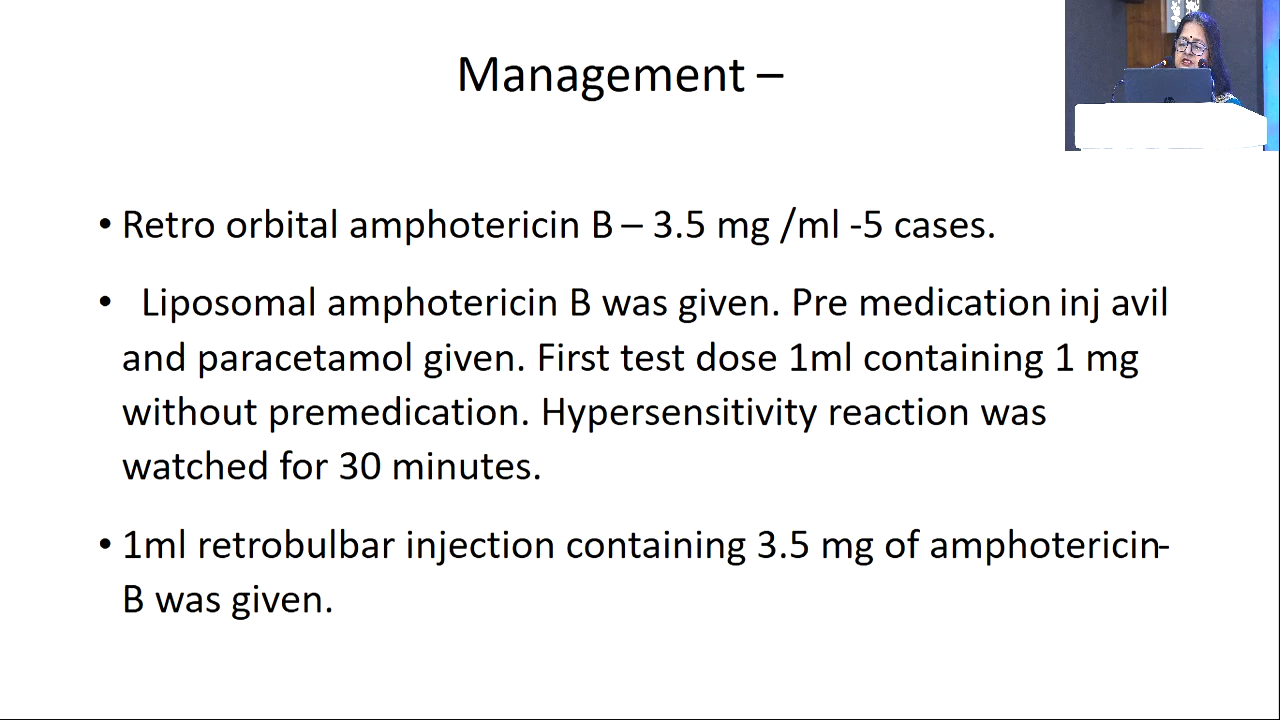 Management –
• Retro orbital amphotericin B – 3.5 mg /ml -5 cases.
• Liposomal amphotericin B was given. Pre medication inj avil
and paracetamol given. First test dose 1ml containing 1 mg
without premedication. Hypersensitivity reaction was
watched for 30 minutes.
• 1ml retrobulbar injection containing 3.5 mg of amphotericin-
B was given.